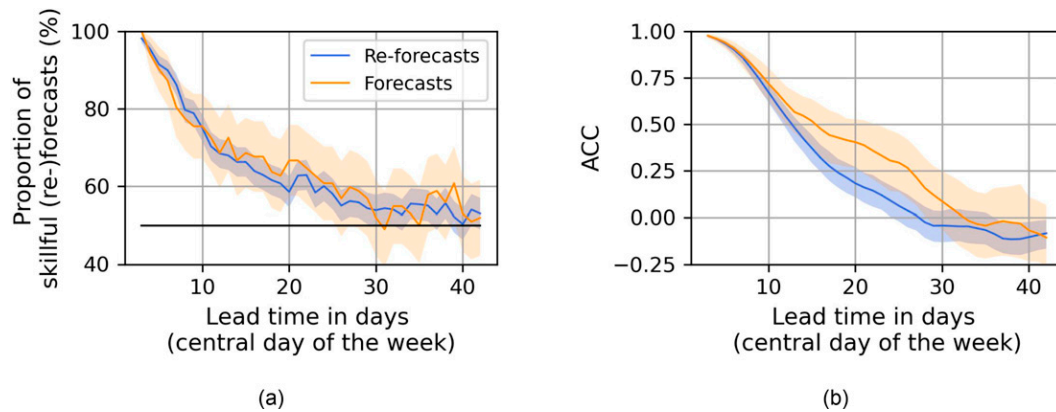 Proportion of
skillful (re-)forecasts (%)
100
80
60
40
Re-forecasts
Forecasts
10
20
30
40
Lead time in days
(central day of the week)
(a)
ACC
1.00
0.75
0.50
0.25
0.00
−0.25
10
20
30
40
Lead time in days
(central day of the week)
(b)